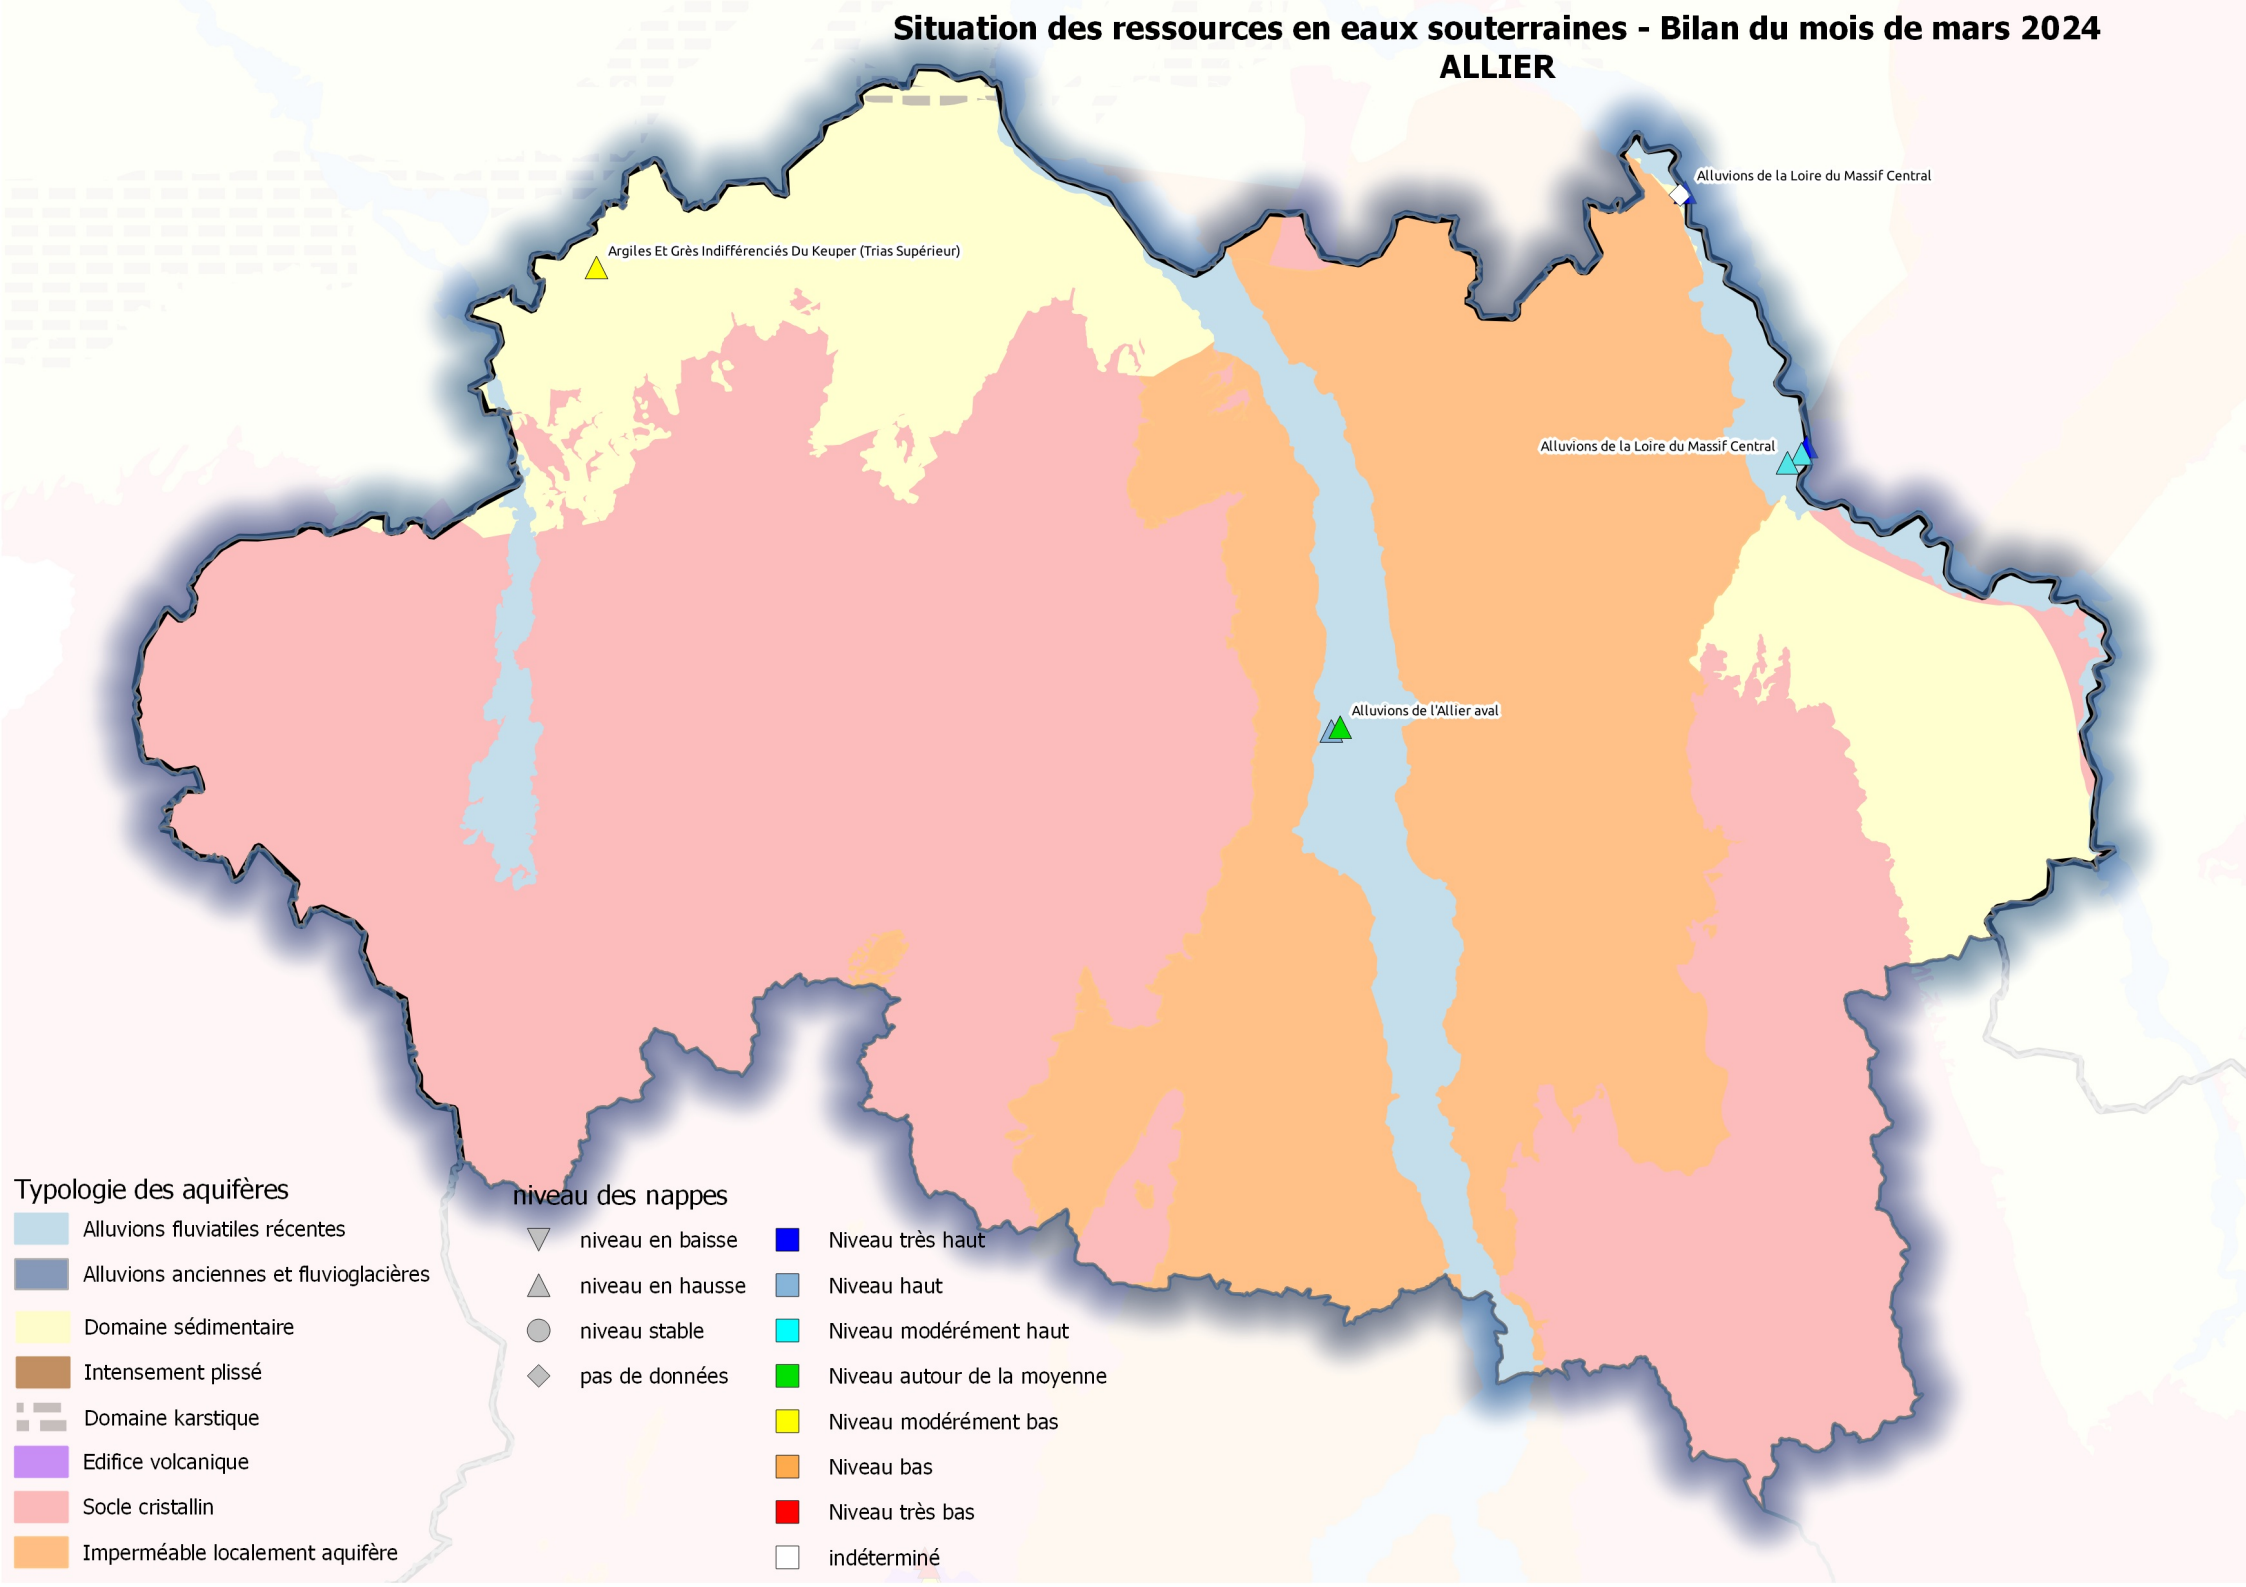 Situation des ressources en eaux souterraines - Bilan du mois de mars 2024
ALLIER
Alluvions de la Loire du Massif Central
Argiles Et Grès Indifférenciés Du Keuper (Trias Supérieur)
Alluvions de la Loire du Massif Central
Alluvions de l'Allier aval
Typologie des aquifères
Alluvions fluviatiles récentes
Alluvions anciennes et fluvioglacières
Domaine sédimentaire
Intensement plissé
Domaine karstique
Edifice volcanique
Socle cristallin
Imperméable localement aquifère
niveau des nappes
niveau en baisse
niveau en hausse
niveau stable
pas de données
Niveau très haut
Niveau haut
Niveau modérément haut
Niveau autour de la moyenne
Niveau modérément bas
Niveau bas
Niveau très bas
indéterminé